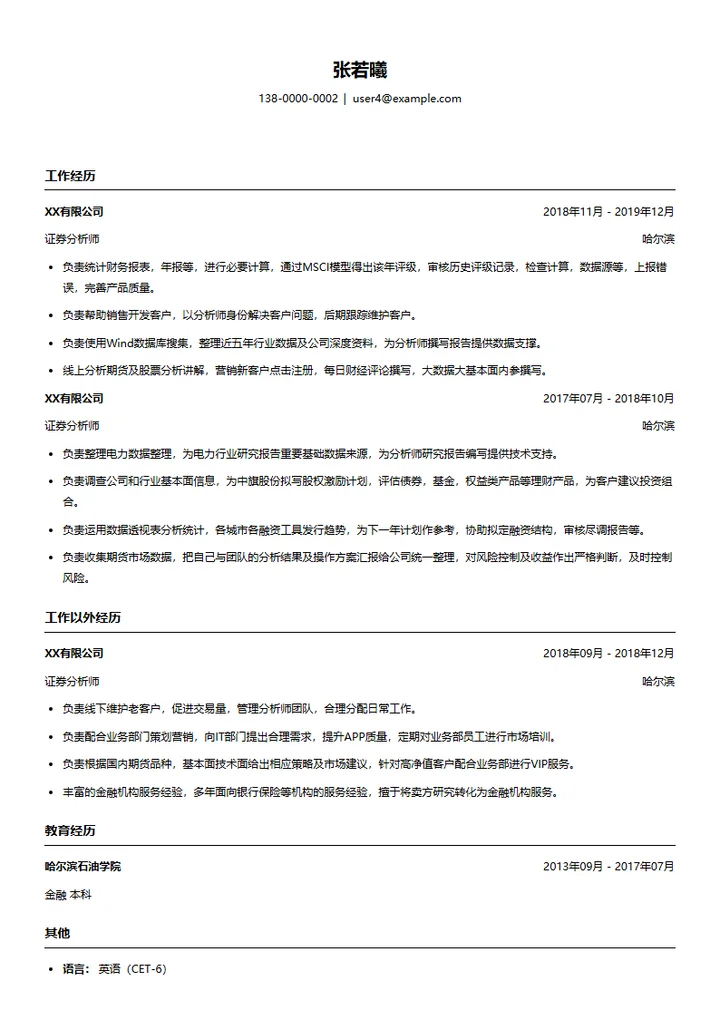 张若曦
138-0000-0002 | user4@example.com
工作经历
XX有限公司 2018年11月 - 2019年12月
证券分析师 哈尔滨
• 负责统计财务报表，年报等，进行必要计算，通过MSCI模型得出该年评级，审核历史评级记录，检查计算，数据源等，上报错
误，完善产品质量。
• 负责帮助销售开发客户，以分析师身份解决客户问题，后期跟踪维护客户。
• 负责使用Wind数据库搜集，整理近五年行业数据及公司深度资料，为分析师撰写报告提供数据支撑。
• 线上分析期货及股票分析讲解，营销新客户点击注册，每日财经评论撰写，大数据大基本面内参撰写。
XX有限公司 2017年07月 - 2018年10月
证券分析师 哈尔滨
• 负责整理电力数据整理，为电力行业研究报告重要基础数据来源，为分析师研究报告编写提供技术支持。
• 负责调查公司和行业基本面信息，为中旗股份拟写股权激励计划，评估债券，基金，权益类产品等理财产品，为客户建议投资组
合。
• 负责运用数据透视表分析统计，各城市各融资工具发行趋势，为下一年计划作参考，协助拟定融资结构，审核尽调报告等。
• 负责收集期货市场数据，把自己与团队的分析结果及操作方案汇报给公司统一整理，对风险控制及收益作出严格判断，及时控制
风险。
工作以外经历
XX有限公司 2018年09月 - 2018年12月
证券分析师 哈尔滨
• 负责线下维护老客户，促进交易量，管理分析师团队，合理分配日常工作。
• 负责配合业务部门策划营销，向IT部门提出合理需求，提升APP质量，定期对业务部员工进行市场培训。
• 负责根据国内期货品种，基本面技术面给出相应策略及市场建议，针对高净值客户配合业务部进行VIP服务。
• 丰富的金融机构服务经验，多年面向银行保险等机构的服务经验，擅于将卖方研究转化为金融机构服务。
教育经历
哈尔滨石油学院 2013年09月 - 2017年07月
金融 本科
其他
• 语言： 英语（CET-6）